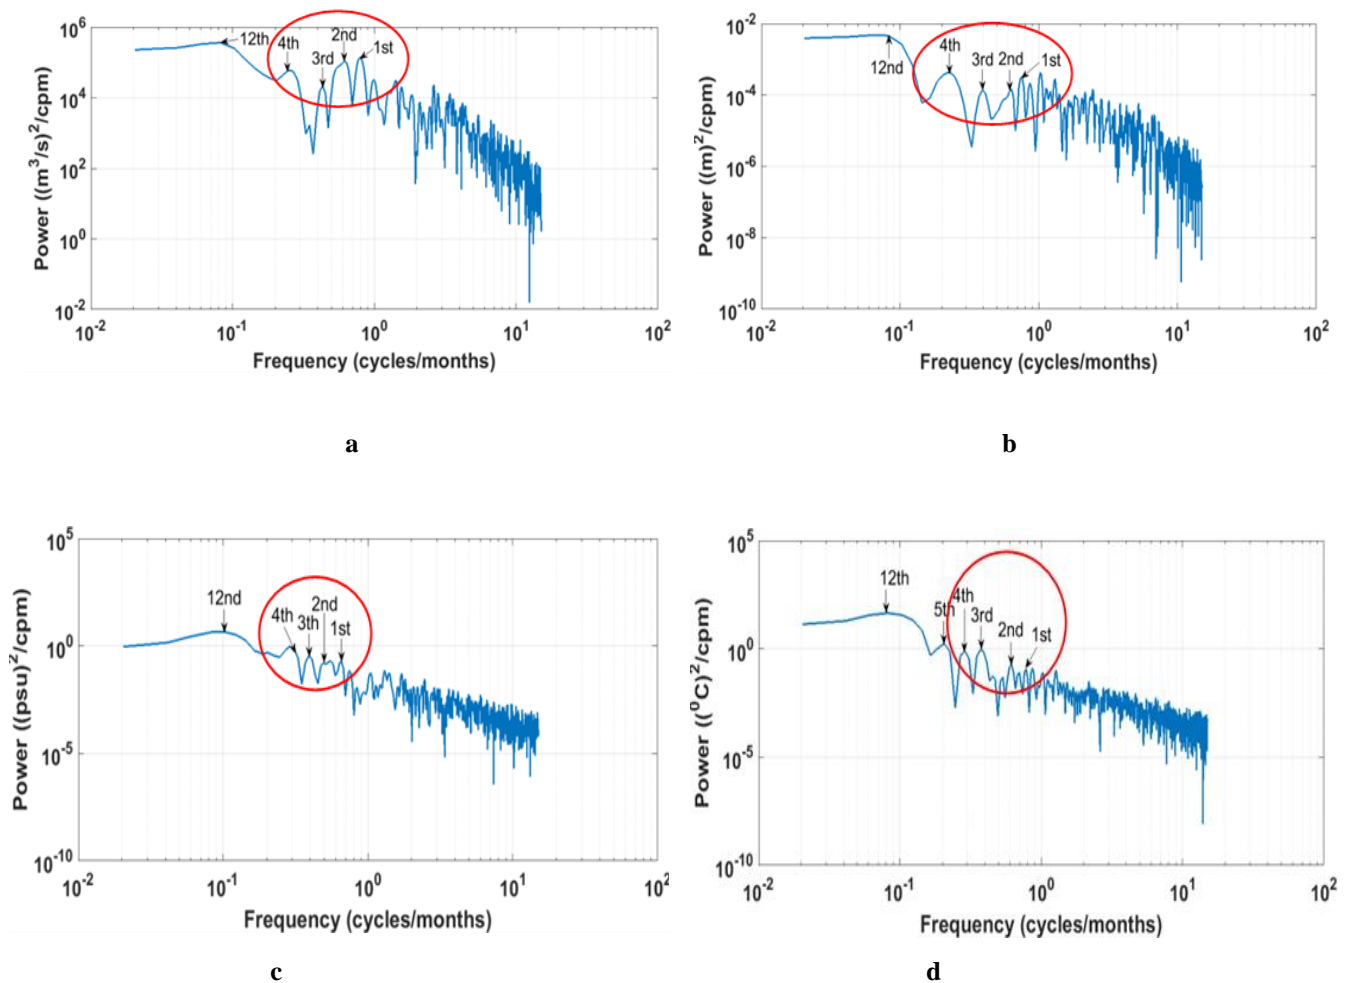 10^6
10^4
10^2
10^0
10^-2
Power ((m^3/s)^2/cpm)
12th
4th
3rd
2nd
1st
10^-2
10^-1
10^0
10^1
10^2
Frequency (cycles/months)
a
10^-2
10^-4
10^-6
10^-8
10^-10
Power ((m)^2/cpm)
12nd
4th
3rd
2nd
1st
10^-2
10^-1
10^0
10^1
10^2
Frequency (cycles/months)
b
10^5
10^0
10^-5
10^-10
Power ((psu)^2/cpm)
12nd
4th
3th
2nd
1st
10^-2
10^-1
10^0
10^1
10^2
Frequency (cycles/months)
c
10^5
10^0
10^-5
10^-10
Power ((^0C)^2/cpm)
12th
5th
4th
3rd
2nd
1st
10^-2
10^-1
10^0
10^1
10^2
Frequency (cycles/months)
d